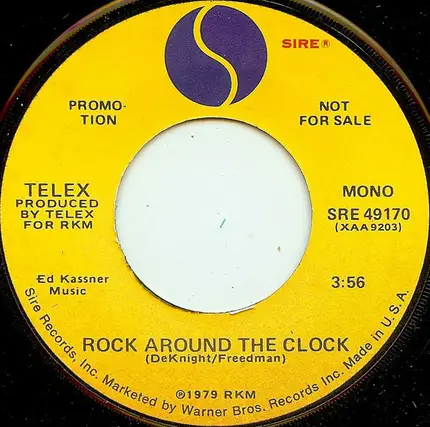 SIRE®
PROMO-
TION
NOT
FOR SALE
TELEX
PRODUCED
BY TELEX
FOR RKM
MONO
SRE 49170
(XAA9203)
Ed Kassner
Music
3:56
ROCK AROUND THE CLOCK
(DeKnight/Freedman)
℗1979 RKM
Sire Records, Inc. Marketed by Warner Bros. Records Inc. Made in U.S.A.